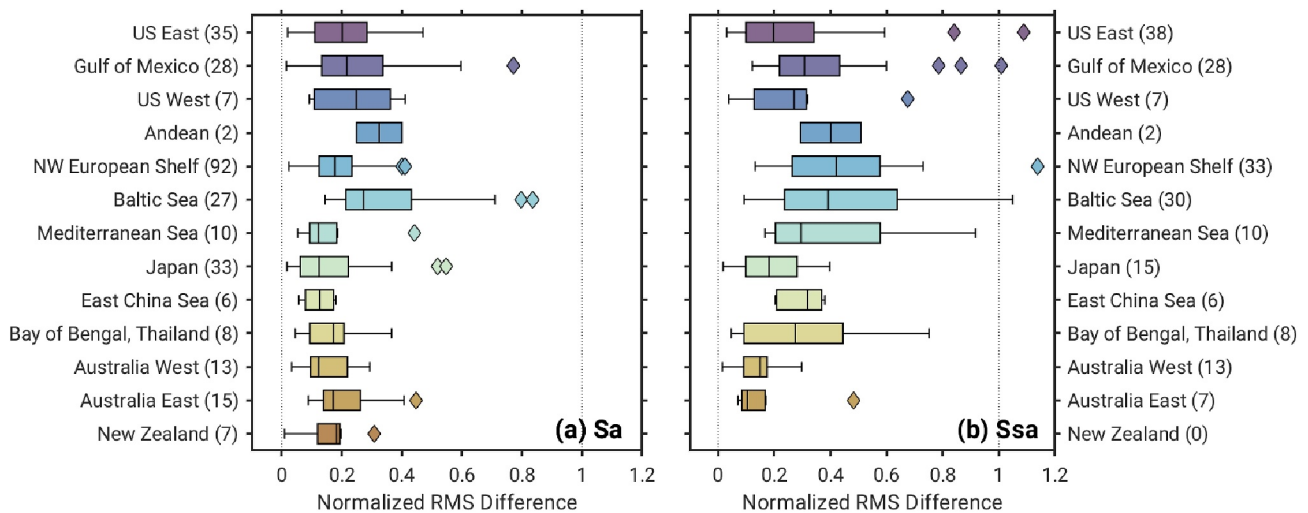 US East (35)
Gulf of Mexico (28)
US West (7)
Andean (2)
NW European Shelf (92)
Baltic Sea (27)
Mediterranean Sea (10)
Japan (33)
East China Sea (6)
Bay of Bengal, Thailand (8)
Australia West (13)
Australia East (15)
New Zealand (7)
(a) Sa
0 0.2 0.4 0.6 0.8 1 1.2
Normalized RMS Difference
US East (38)
Gulf of Mexico (28)
US West (7)
Andean (2)
NW European Shelf (33)
Baltic Sea (30)
Mediterranean Sea (10)
Japan (15)
East China Sea (6)
Bay of Bengal, Thailand (8)
Australia West (13)
Australia East (7)
New Zealand (0)
(b) Ssa
0 0.2 0.4 0.6 0.8 1 1.2
Normalized RMS Difference